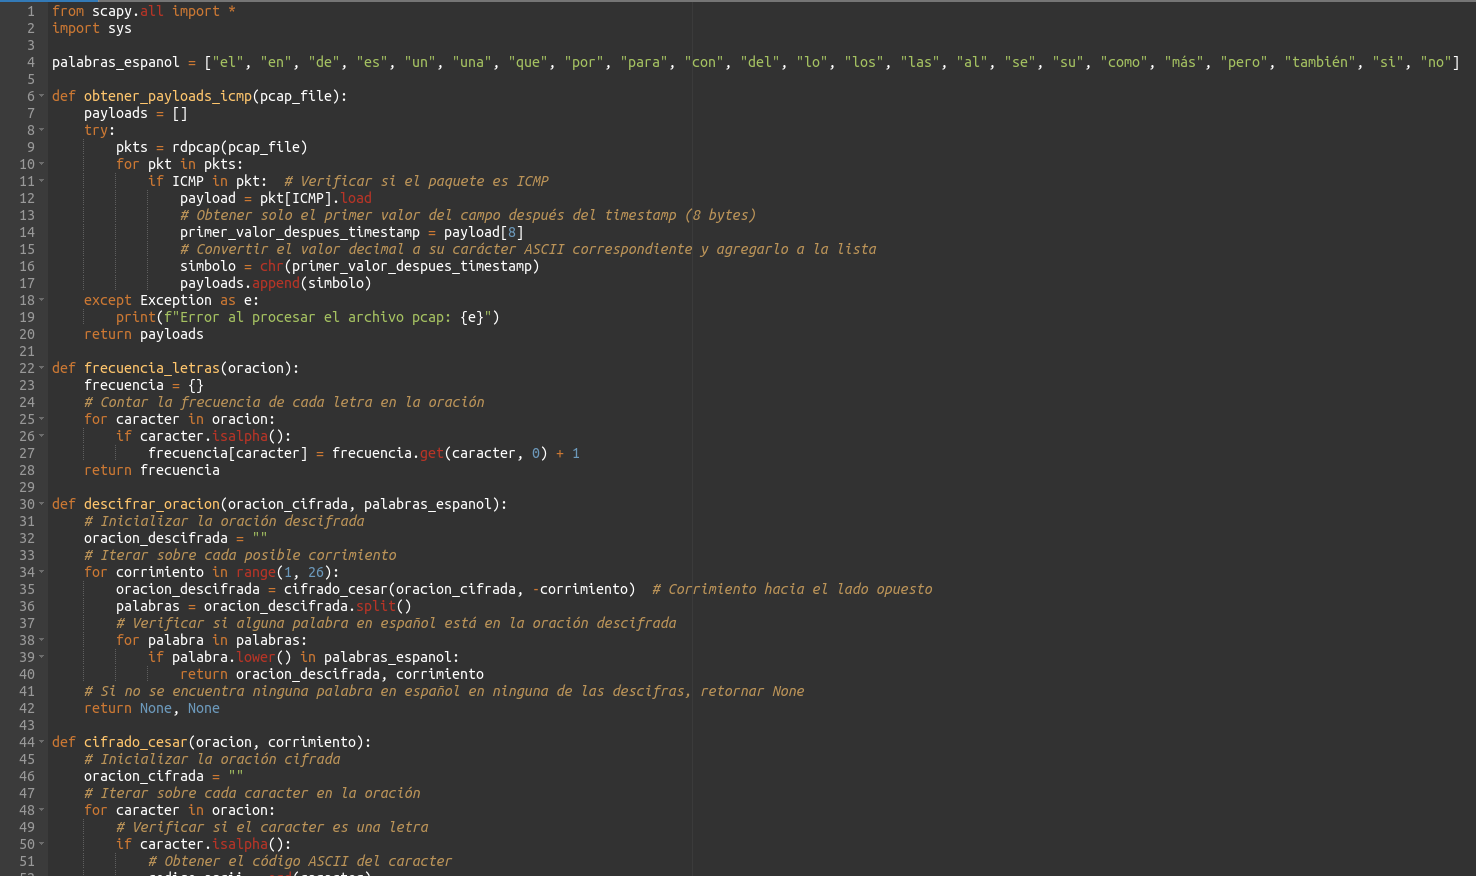 1 from scapy.all import *
2 import sys
3
4 palabras_espanol = ["el", "en", "de", "es", "un", "una", "que", "por", "para", "con", "del", "lo", "los", "las", "al", "se", "su", "como", "más", "pero", "también", "si", "no"]
5
6 def obtener_payloads_icmp(pcap_file):
7     payloads = []
8     try:
9         pkts = rdpcap(pcap_file)
10         for pkt in pkts:
11             if ICMP in pkt:  # Verificar si el paquete es ICMP
12                 payload = pkt[ICMP].load
13                 # Obtener solo el primer valor del campo después del timestamp (8 bytes)
14                 primer_valor_despues_timestamp = payload[8]
15                 # Convertir el valor decimal a su carácter ASCII correspondiente y agregarlo a la lista
16                 simbolo = chr(primer_valor_despues_timestamp)
17                 payloads.append(simbolo)
18     except Exception as e:
19         print(f"Error al procesar el archivo pcap: {e}")
20     return payloads
21
22 def frecuencia_letras(oracion):
23     frecuencia = {}
24     # Contar la frecuencia de cada letra en la oración
25     for caracter in oracion:
26         if caracter.isalpha():
27             frecuencia[caracter] = frecuencia.get(caracter, 0) + 1
28     return frecuencia
29
30 def descifrar_oracion(oracion_cifrada, palabras_espanol):
31     # Inicializar la oración descifrada
32     oracion_descifrada = ""
33     # Iterar sobre cada posible corrimiento
34     for corrimiento in range(1, 26):
35         oracion_descifrada = cifrado_cesar(oracion_cifrada, -corrimiento)  # Corrimiento hacia el lado opuesto
36         palabras = oracion_descifrada.split()
37         # Verificar si alguna palabra en español está en la oración descifrada
38         for palabra in palabras:
39             if palabra.lower() in palabras_espanol:
40                 return oracion_descifrada, corrimiento
41     # Si no se encuentra ninguna palabra en español en ninguna de las descifras, retornar None
42     return None, None
43
44 def cifrado_cesar(oracion, corrimiento):
45     # Inicializar la oración cifrada
46     oracion_cifrada = ""
47     # Iterar sobre cada caracter en la oración
48     for caracter in oracion:
49         # Verificar si el caracter es una letra
50         if caracter.isalpha():
51             # Obtener el código ASCII del caracter